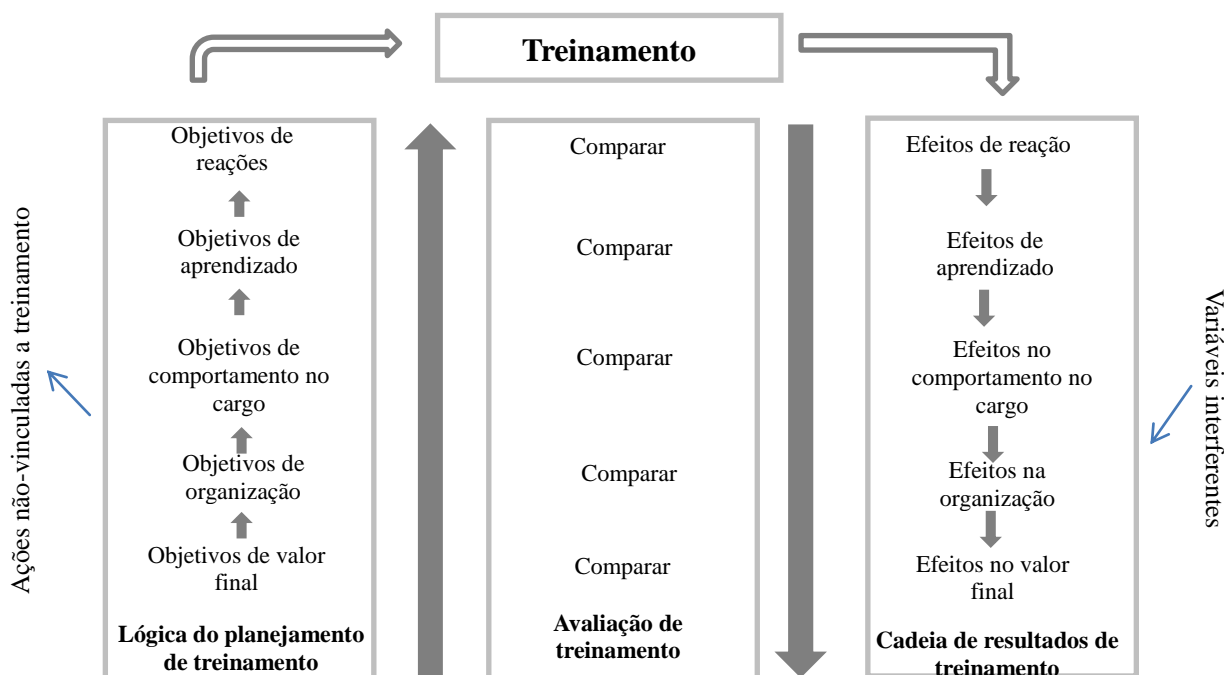 Treinamento
Ações não-vinculadas a treinamento
Objetivos de
reações
Objetivos de
aprendizado
Objetivos de
comportamento no
cargo
Objetivos de
organização
Objetivos de valor
final
Lógica do planejamento
de treinamento
Comparar
Comparar
Comparar
Comparar
Comparar
Avaliação de
treinamento
Efeitos de reação
Efeitos de
aprendizado
Efeitos no
comportamento no
cargo
Efeitos na
organização
Efeitos no valor
final
Cadeia de resultados de
treinamento
Variáveis interferentes